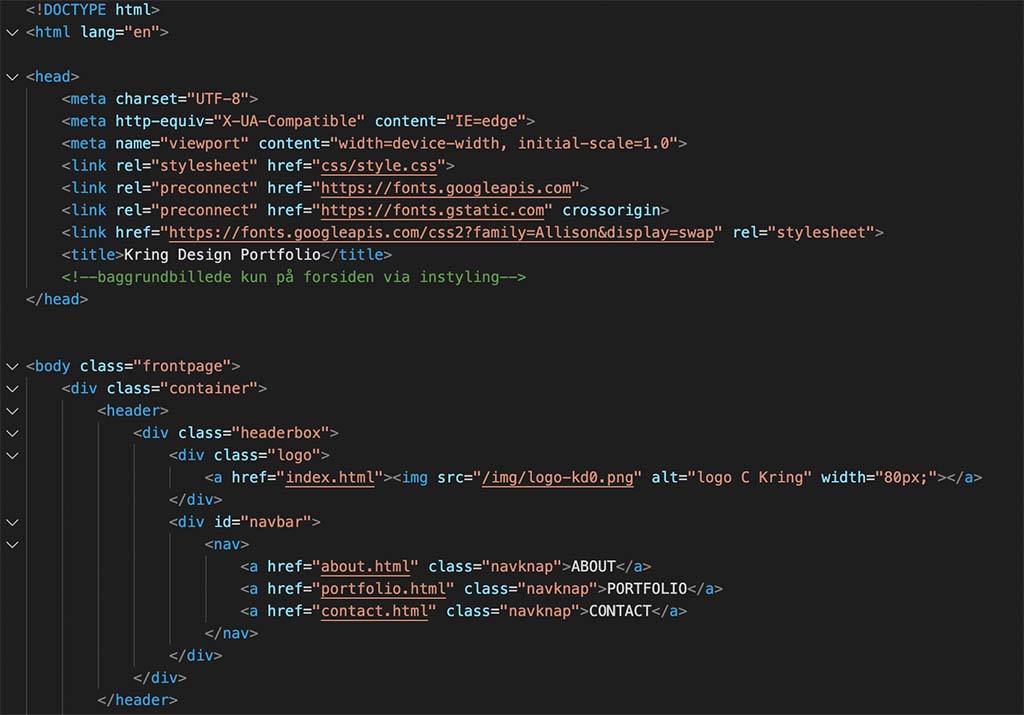 <!DOCTYPE html>
<html lang="en">
<head>
<meta charset="UTF-8">
<meta http-equiv="X-UA-Compatible" content="IE=edge">
<meta name="viewport" content="width=device-width, initial-scale=1.0">
<link rel="stylesheet" href="css/style.css">
<link rel="preconnect" href="https://fonts.googleapis.com">
<link rel="preconnect" href="https://fonts.gstatic.com" crossorigin>
<link href="https://fonts.googleapis.com/css2?family=Allison&display=swap" rel="stylesheet">
<title>Kring Design Portfolio</title>
<!--baggrundbillede kun på forsiden via instyling-->
</head>
<body class="frontpage">
<div class="container">
<header>
<div class="headerbox">
<div class="logo">
<a href="index.html"><img src="/img/logo-kd0.png" alt="logo C Kring" width="80px;"></a>
</div>
<div id="navbar">
<nav>
<a href="about.html" class="navknap">ABOUT</a>
<a href="portfolio.html" class="navknap">PORTFOLIO</a>
<a href="contact.html" class="navknap">CONTACT</a>
</nav>
</div>
</div>
</header>